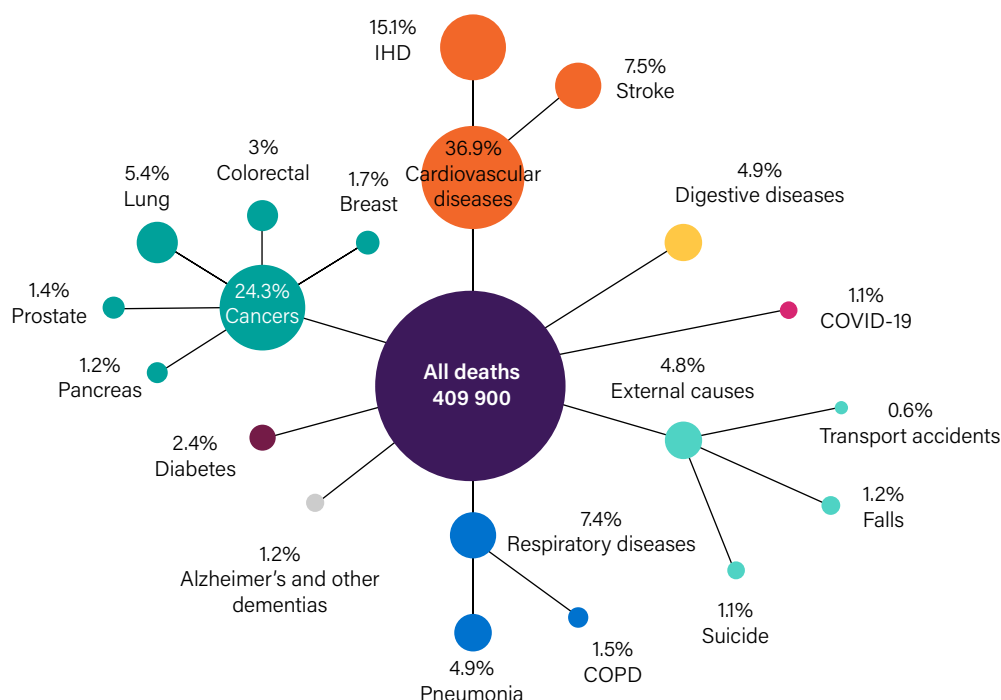 15.1%
IHD
7.5%
Stroke
36.9%
Cardiovascular
diseases
3%
Colorectal
5.4%
Lung
1.7%
Breast
4.9%
Digestive diseases
1.4%
Prostate
24.3%
Cancers
1.1%
COVID-19
1.2%
Pancreas
All deaths
409 900
4.8%
External causes
0.6%
Transport accidents
2.4%
Diabetes
1.2%
Falls
7.4%
Respiratory diseases
1.2%
Alzheimer's and other
dementias
1.1%
Suicide
1.5%
COPD
4.9%
Pneumonia